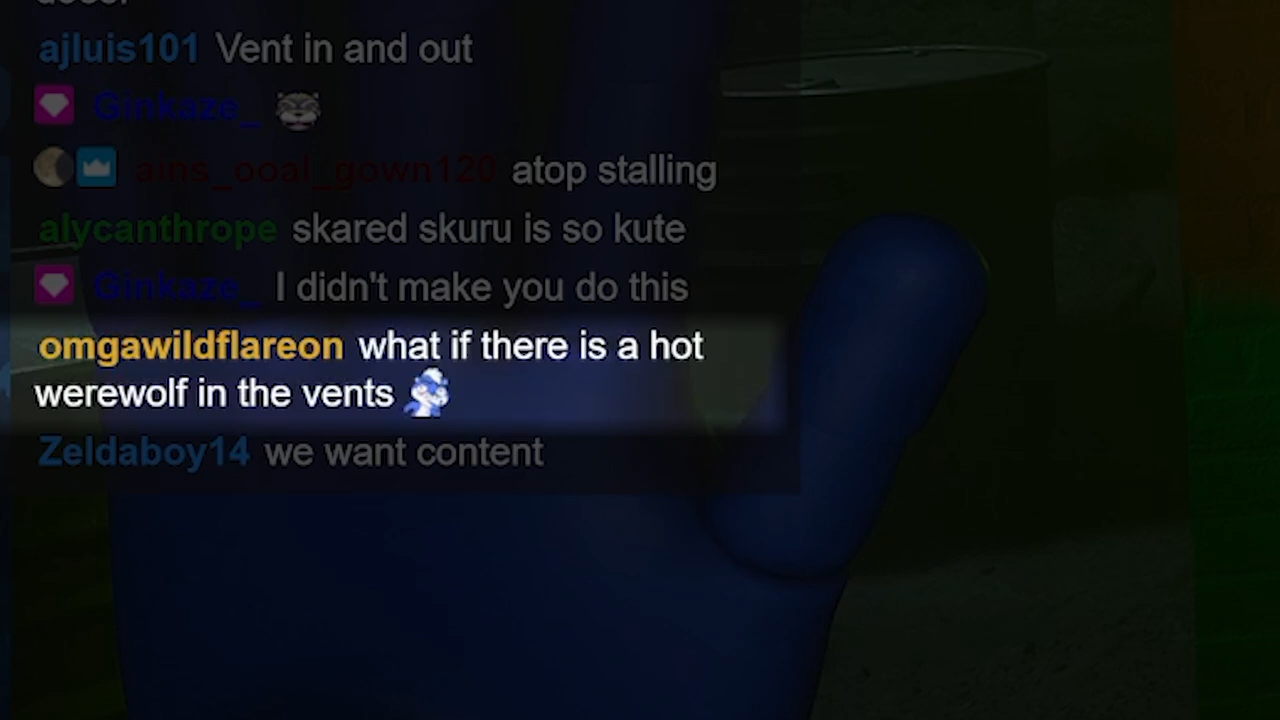 ajluis101 Vent in and out
Ginkaze_
ains_ooal_gown120 atop stalling
alycanthrope skared skuru is so kute
Ginkaze_ I didn't make you do this
omgawildflareon what if there is a hot
werewolf in the vents
Zeldaboy14 we want content